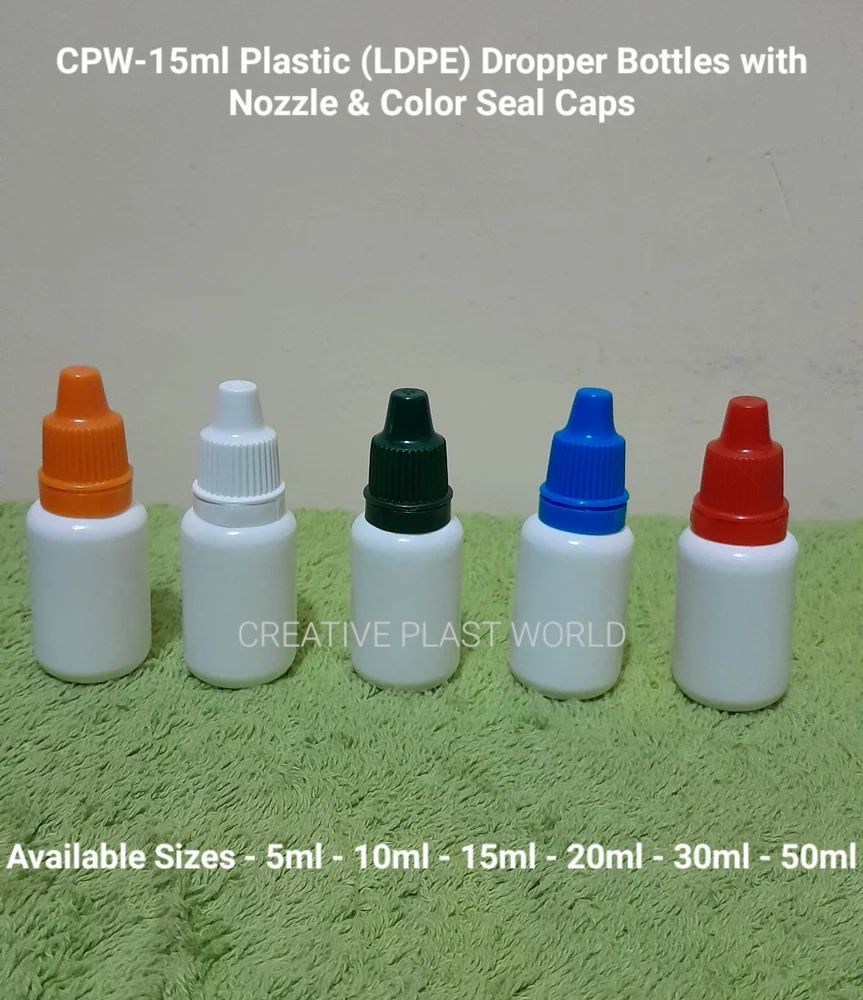 CPW-15ml Plastic (LDPE) Dropper Bottles with
Nozzle & Color Seal Caps
CREATIVE PLAST WORLD
Available Sizes - 5ml - 10ml - 15ml - 20ml - 30ml - 50ml